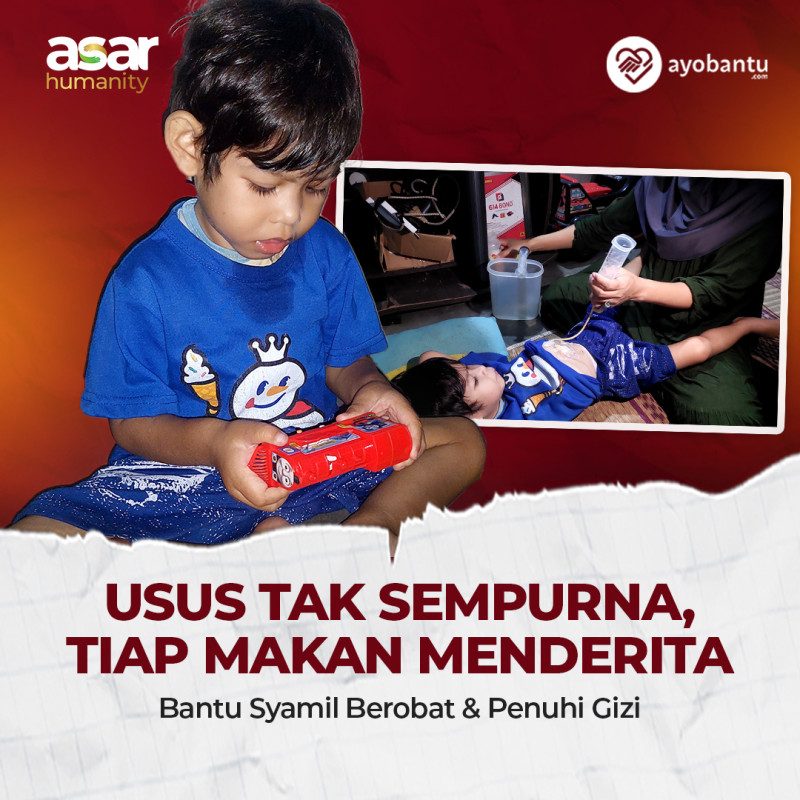 asar
humanity
ayobantu
.com
USUS TAK SEMPURNA,
TIAP MAKAN MENDERITA
Bantu Syamil Berobat & Penuhi Gizi